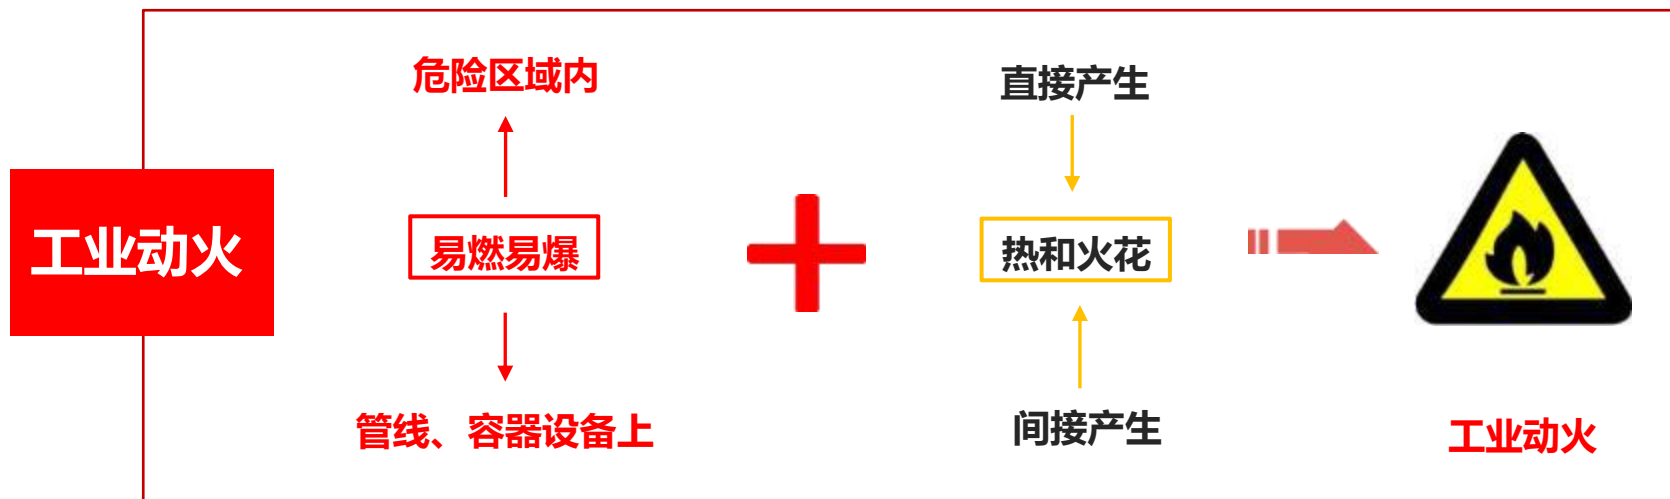 工业动火
危险区域内
易燃易爆
管线、容器设备上
直接产生
热和火花
间接产生
工业动火